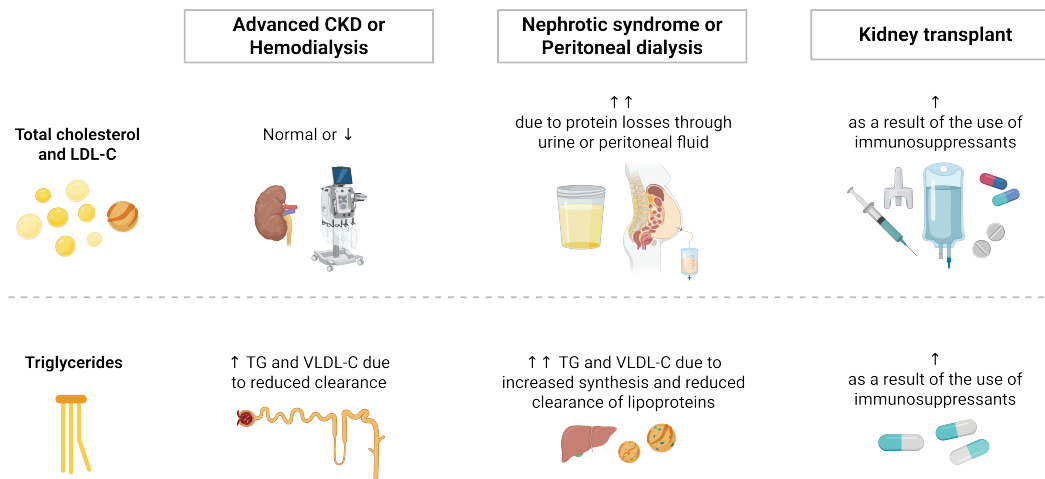 Advanced CKD or
Hemodialysis
Nephrotic syndrome or
Peritoneal dialysis
Kidney transplant
Total cholesterol
and LDL-C
Normal or ↓
↑ ↑
due to protein losses through
urine or peritoneal fluid
↑
as a result of the use of
immunosuppressants
Triglycerides
↑ TG and VLDL-C due
to reduced clearance
↑ ↑ TG and VLDL-C due to
increased synthesis and reduced
clearance of lipoproteins
↑
as a result of the use of
immunosuppressants